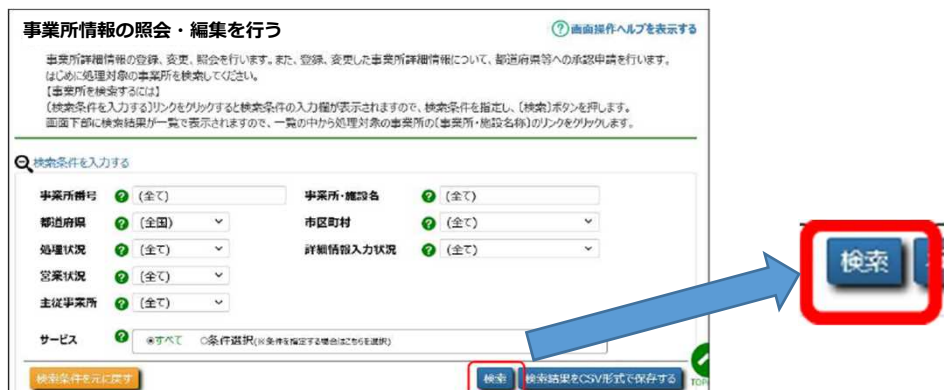 事業所情報の照会・編集を行う
?画面操作ヘルプを表示する
事業所詳細情報の登録、変更、照会を行います。また、登録、変更した事業所詳細情報について、都道府県等への承認申請を行います。
はじめに処理対象の事業所を検索してください。
【事業所を検索するには】
〔検索条件を入力する〕リンクをクリックすると検索条件の入力欄が表示されますので、検索条件を指定し、〔検索〕ボタンを押します。
画面下部に検索結果が一覧で表示されますので、一覧の中から処理対象の事業所の〔事業所・施設名称〕のリンクをクリックします。
検索条件を入力する
事業所番号 ? (全て) 事業所・施設名 ? (全て)
都道府県 ? (全国) 市区町村 ? (全て)
処理状況 ? (全て) 詳細情報入力状況 ? (全て)
営業状況 ? (全て)
主従事業所 ? (全て)
サービス ? すべて 条件選択(※条件を指定する場合はこちらを選択)
検索条件を元に戻す 検索 検索結果をCSV形式で保存する TOP
検索